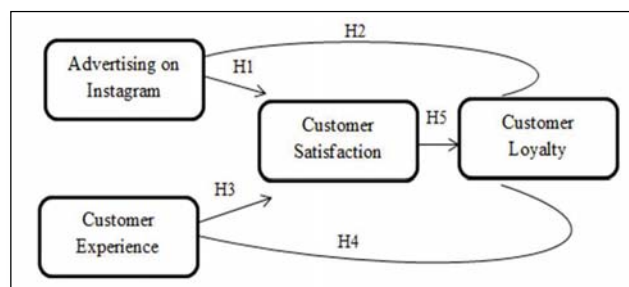 H2
Advertising on
Instagram
H1
Customer
Satisfaction
H5
Customer
Loyalty
H3
Customer
Experience
H4